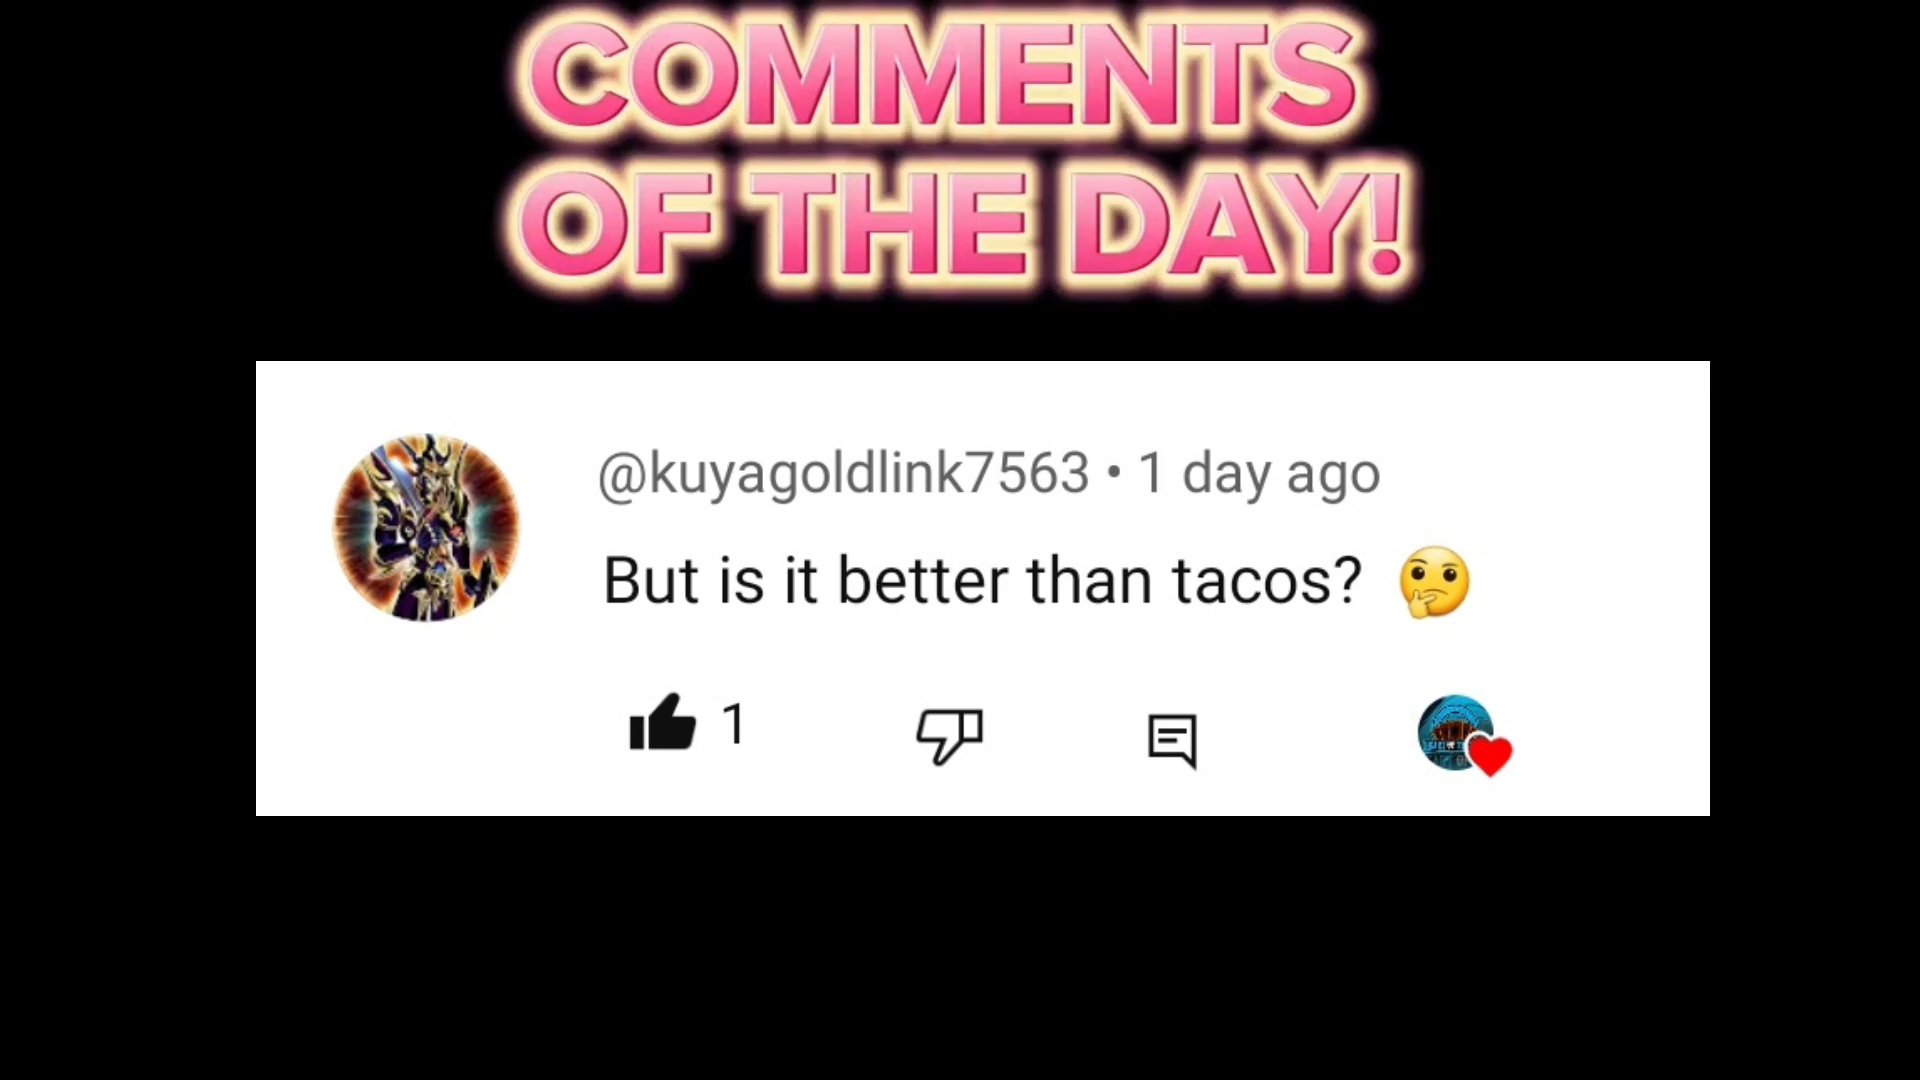 COMMENTS
OF THE DAY!
@kuyagoldlink7563 • 1 day ago
But is it better than tacos? 🤔
1